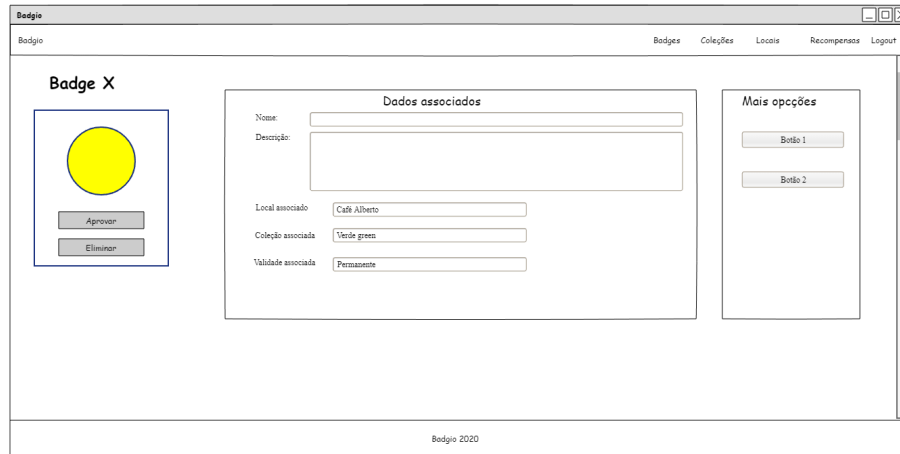 Badgio
Badgio
Badges Coleções Locais Recompensas Logout
Badge X
Aprovar
Eliminar
Dados associados
Nome:
Descrição:
Local associado Café Alberto
Coleção associada Verde green
Validade associada Permanente
Mais opcções
Botão 1
Botão 2
Badgio 2020